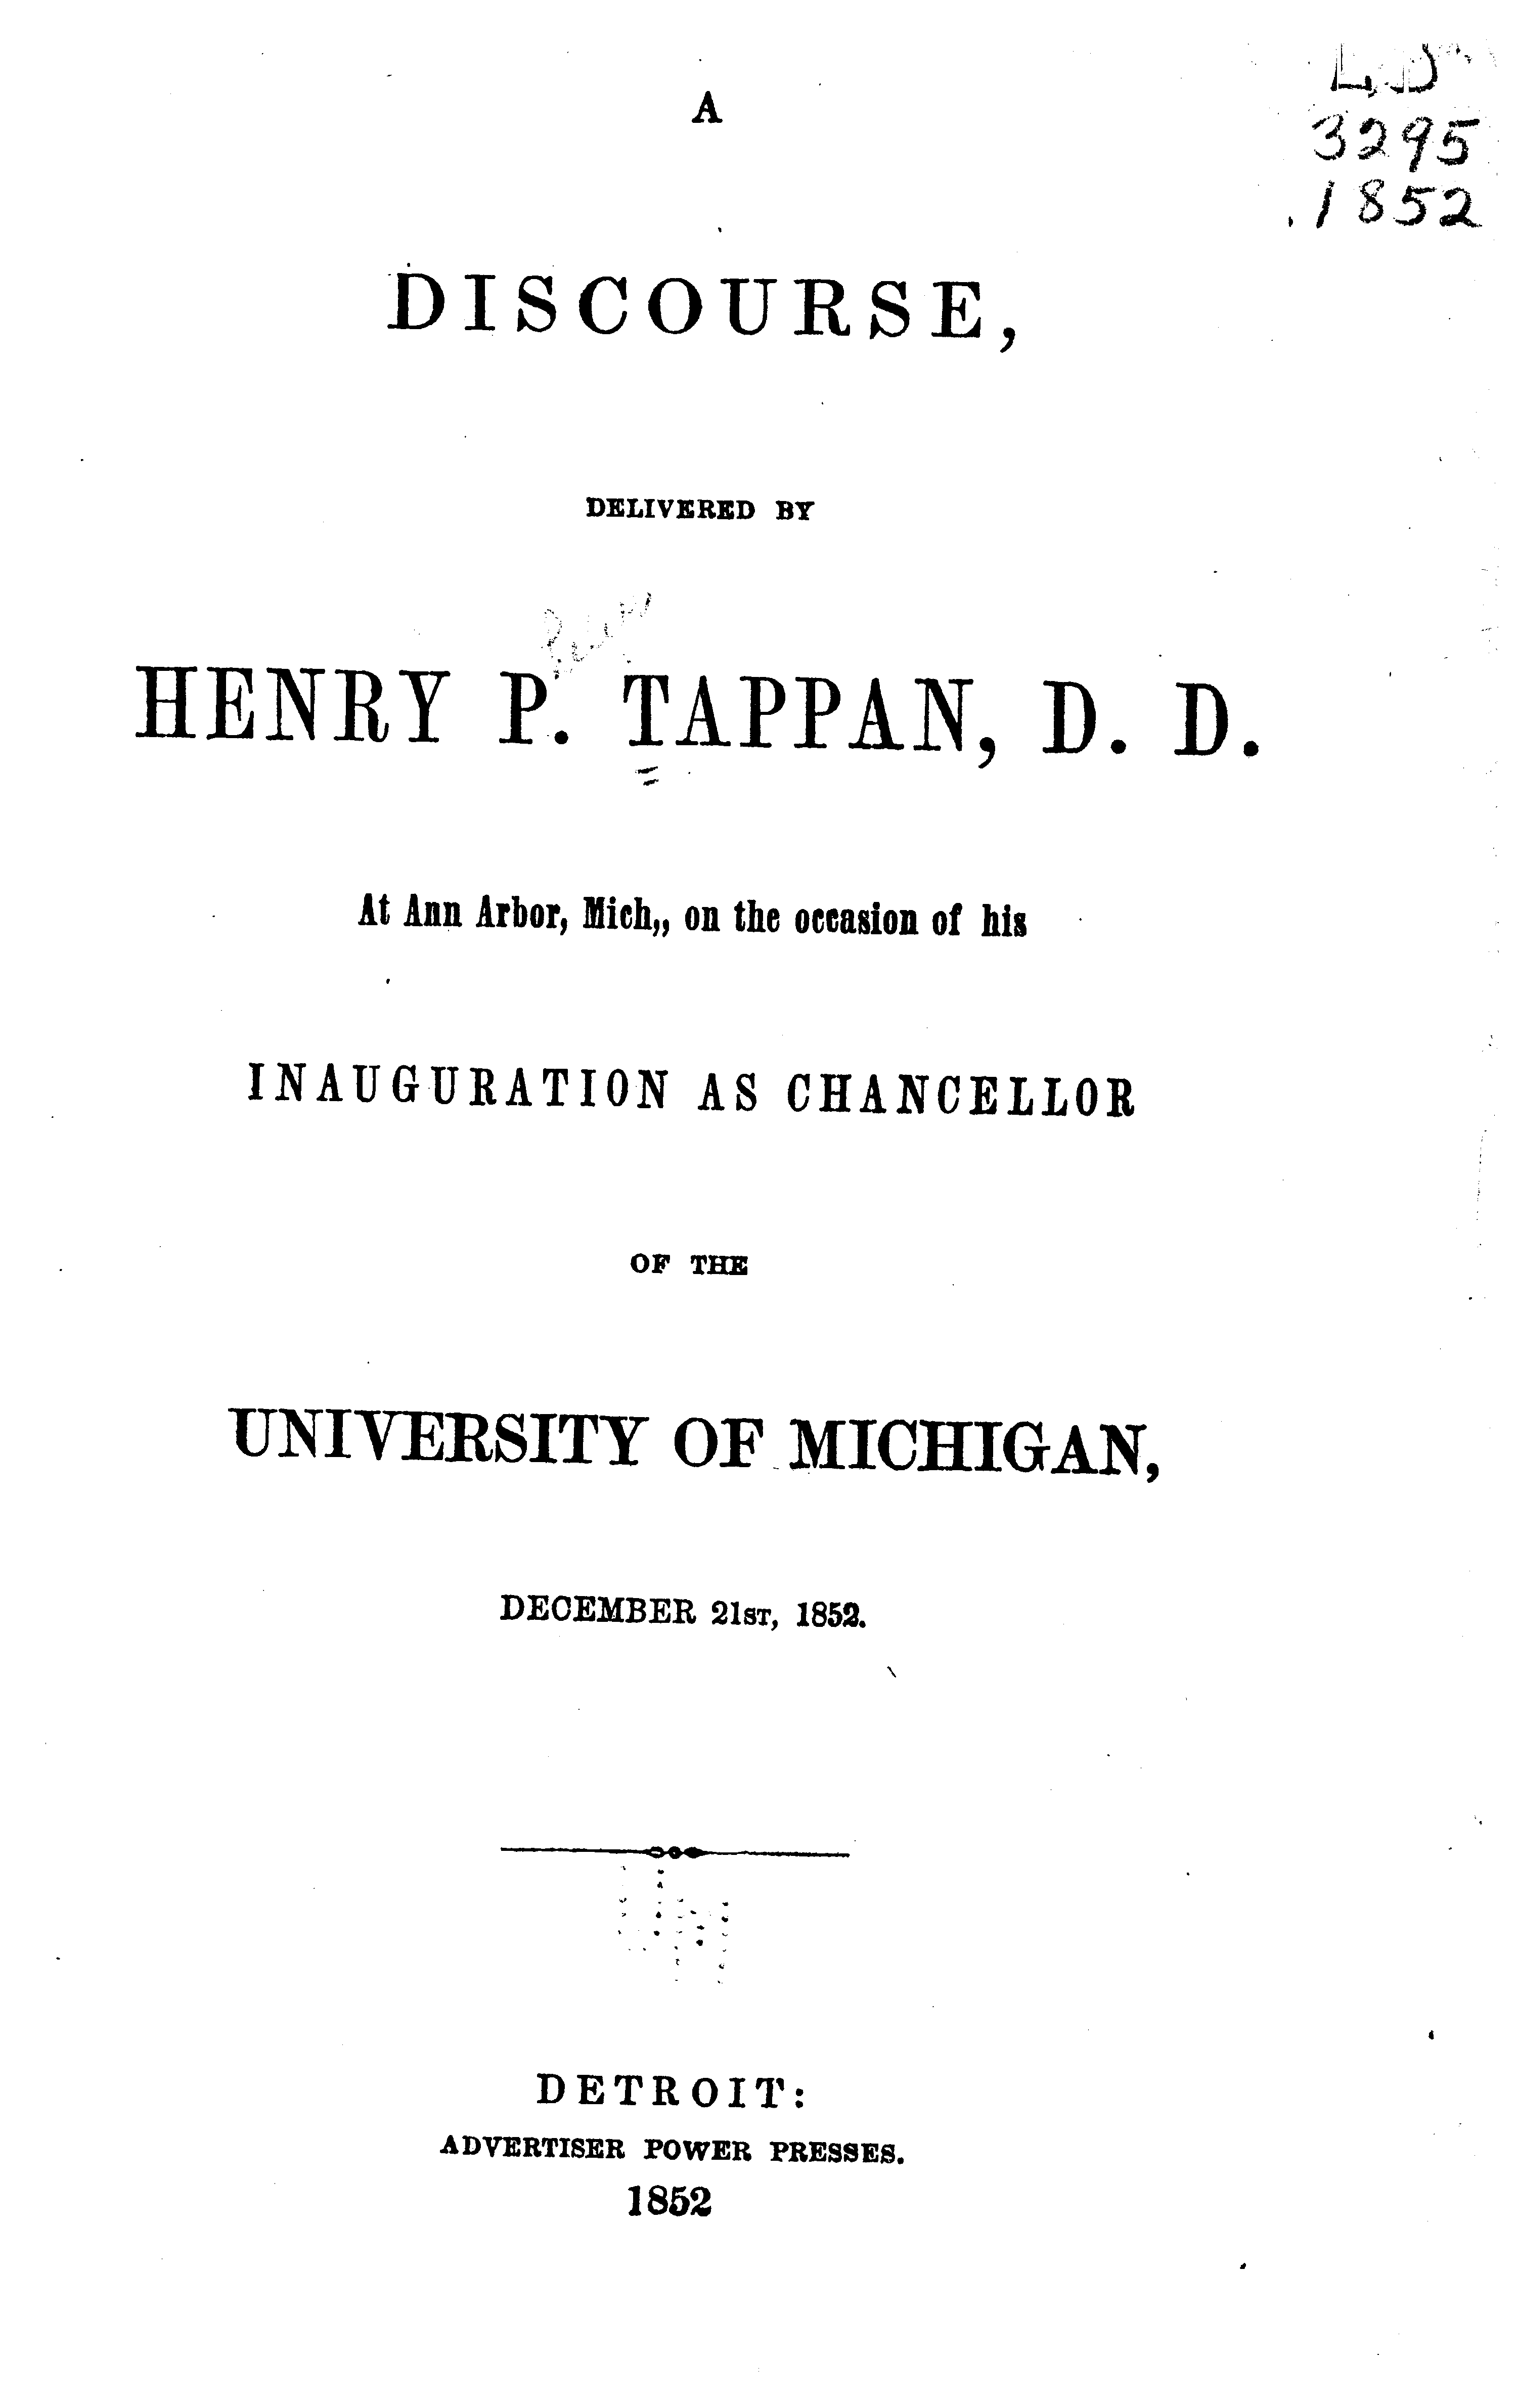 LD
3295
.1852
A
DISCOURSE,
DELIVERED BY
HENRY P. TAPPAN, D. D.
At Ann Arbor, Mich,, on the occasion of his
INAUGURATION AS CHANCELLOR
OF THE
UNIVERSITY OF MICHIGAN,
DECEMBER 21ST, 1852.
DETROIT:
ADVERTISER POWER PRESSES.
1852